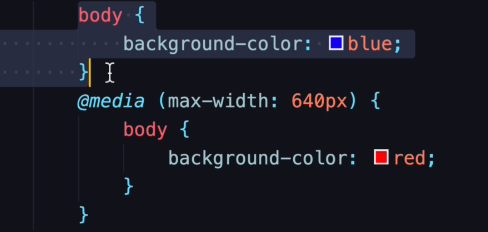 body {
background-color: blue;
}
@media (max-width: 640px) {
body {
background-color: red;
}
}